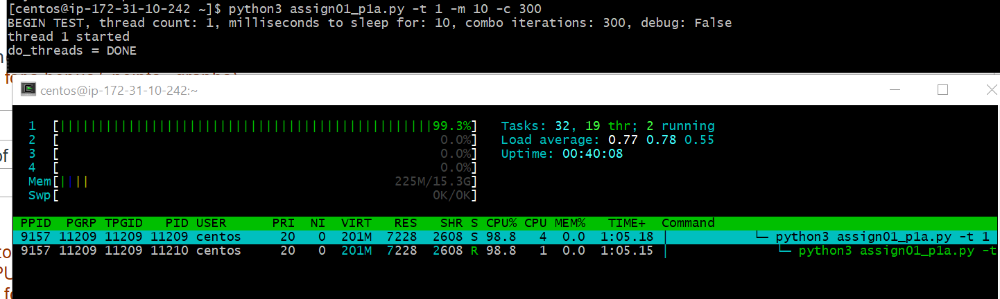 [centos@ip-172-31-10-242 ~]$ python3 assign01_p1a.py -t 1 -m 10 -c 300
BEGIN TEST, thread count: 1, milliseconds to sleep for: 10, combo iterations: 300, debug: False
thread 1 started
do_threads = DONE
centos@ip-172-31-10-242:~
1 [||||||||||||||||||||||||||||||||||||||||||||||||||99.3%] Tasks: 32, 19 thr; 2 running
2 [ 0.0%] Load average: 0.77 0.78 0.55
3 [ 0.0%] Uptime: 00:40:08
4 [ 0.0%]
Mem[|||| 225M/15.3G]
Swp[ 0K/0K]
PPID PGRP TPGID PID USER PRI NI VIRT RES SHR S CPU% CPU MEM% TIME+ Command
9157 11209 11209 11209 centos 20 0 201M 7228 2608 S 98.8 4 0.0 1:05.18 │ └─ python3 assign01_p1a.py -t 1
9157 11209 11209 11210 centos 20 0 201M 7228 2608 R 98.8 1 0.0 1:05.15 │ └─ python3 assign01_p1a.py -t